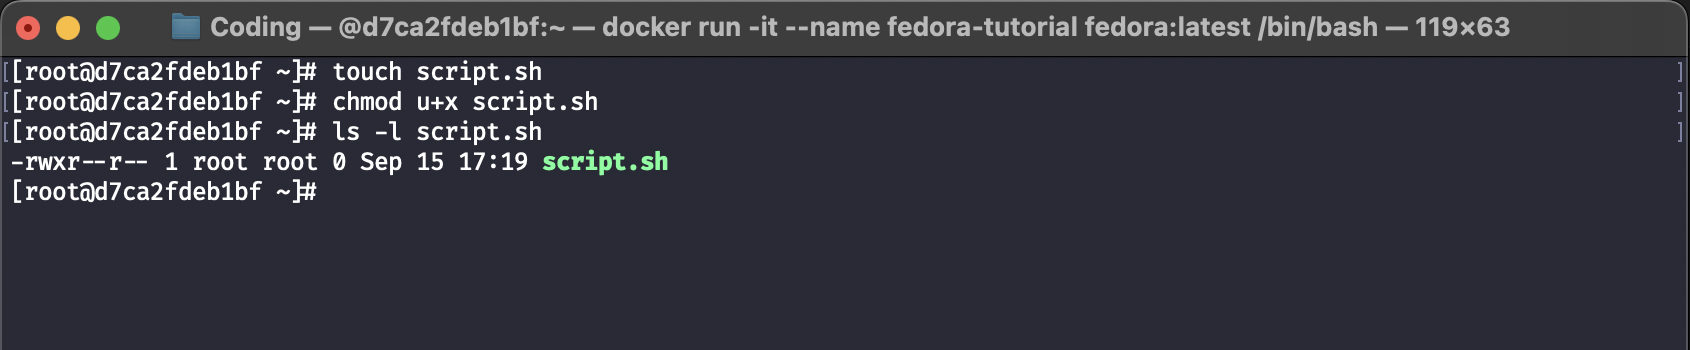 Coding — @d7ca2fdeb1bf:~ — docker run -it --name fedora-tutorial fedora:latest /bin/bash — 119×63
[root@d7ca2fdeb1bf ~]# touch script.sh
[root@d7ca2fdeb1bf ~]# chmod u+x script.sh
[root@d7ca2fdeb1bf ~]# ls -l script.sh
-rwxr--r-- 1 root root 0 Sep 15 17:19 script.sh
[root@d7ca2fdeb1bf ~]#